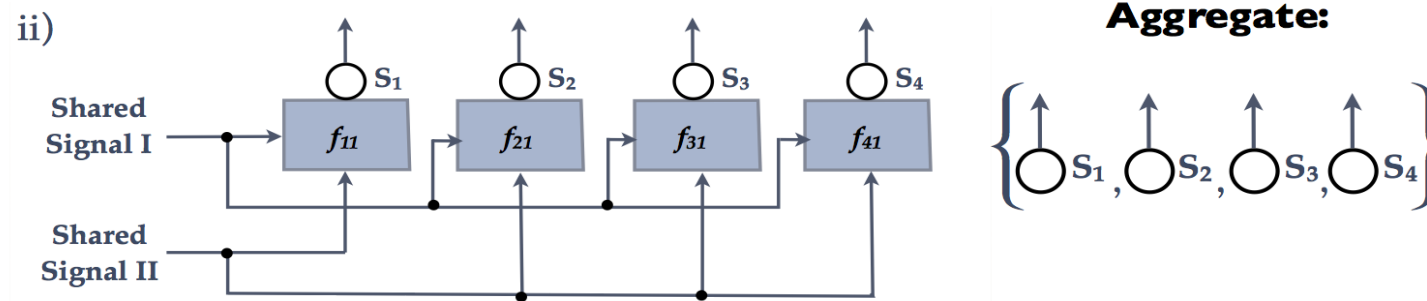 ii)
Aggregate:
S1
S2
S3
S4
Shared
Signal I
f11
f21
f31
f41
{ S1 , S2 , S3 , S4 }
Shared
Signal II